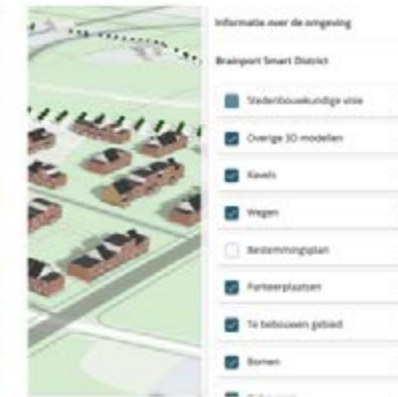 Informatie over de omgeving
Brainport Smart District
Stedenbouwkundige visie
Overige 3D modellen
Kavels
Wegen
Bestemmingsplan
Parkeerplaatsen
Te bebouwen gebied
Bomen